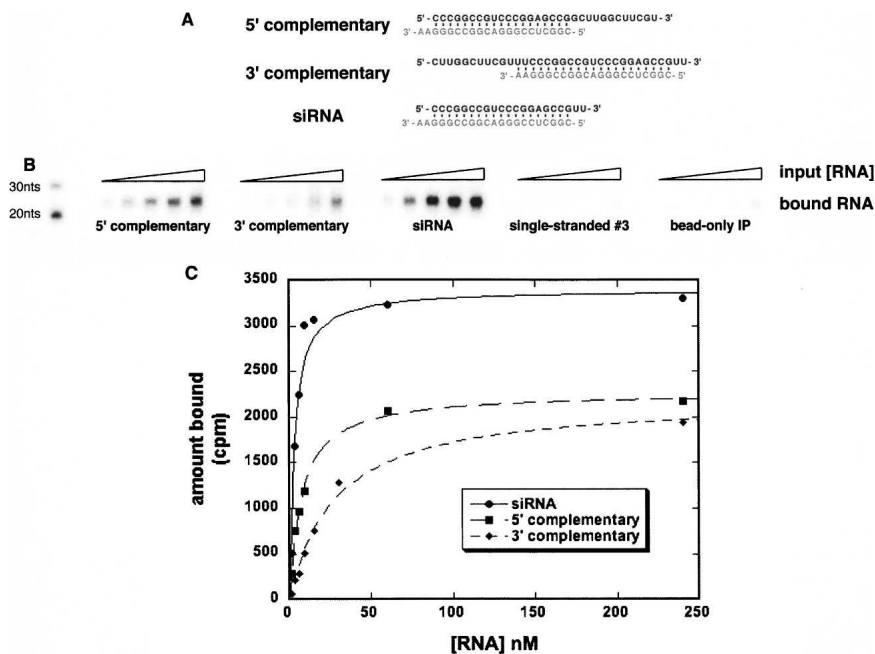 A
5' complementary
5'-CCCGGCCGUCCCGGAGCCGGCUUGGCUUCGU-3'
3'-AAGGGCCGGCAGGGCCUCGGC-5'
3' complementary
5'-CUUGGCUUCGUUUCCCGGCCGUCCCGGAGCCGUU-3'
3'-AAGGGCCGGCAGGGCCUCGGC-5'
siRNA
5'-CCCGGCCGUCCCGGAGCCGUU-3'
3'-AAGGGCCGGCAGGGCCUCGGC-5'
B
30nts
20nts
input [RNA]
bound RNA
5' complementary
3' complementary
siRNA
single-stranded #3
bead-only IP
C
3500
3000
2500
2000
1500
1000
500
0
amount bound
(cpm)
siRNA
5' complementary
3' complementary
0
50
100
150
200
250
[RNA] nM